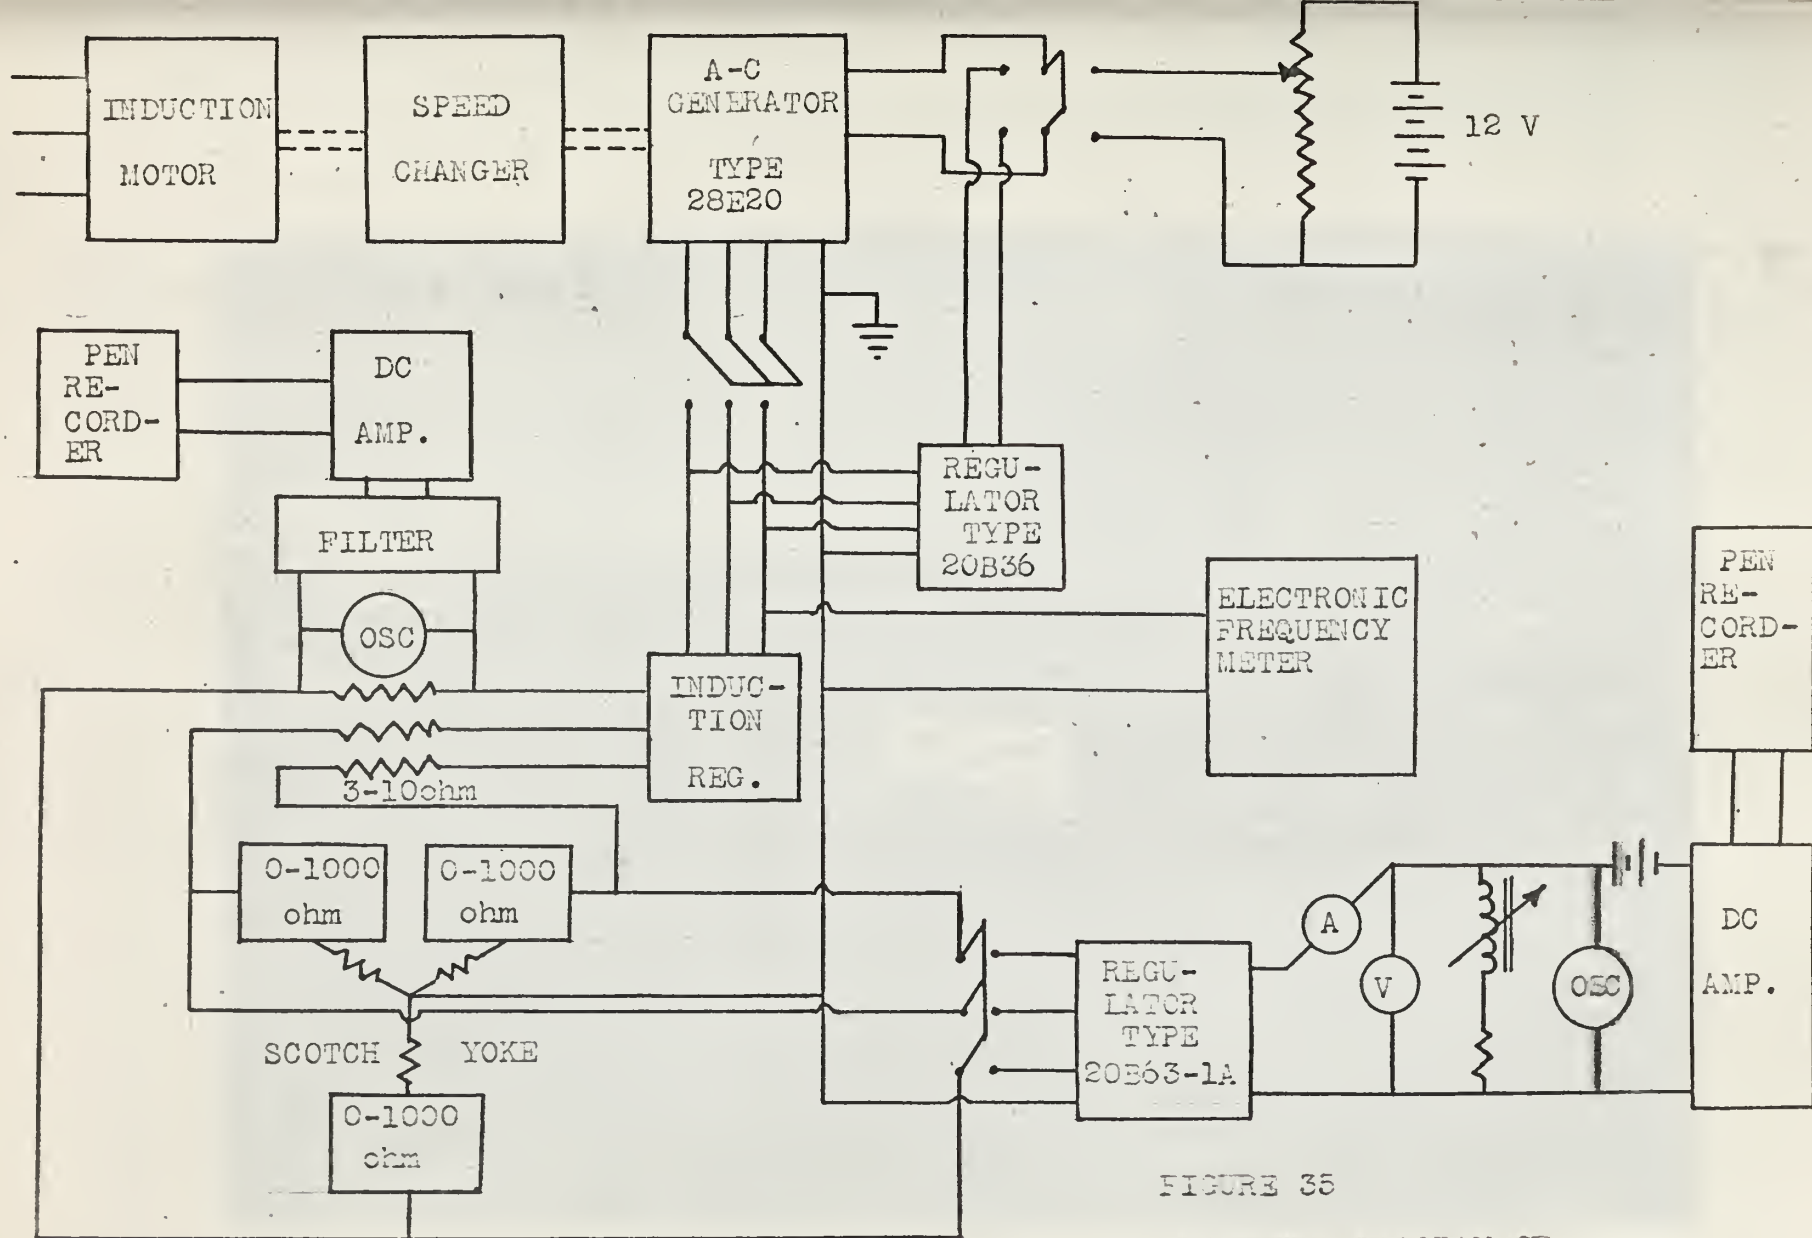 INDUCTION
MOTOR
SPEED
CHANGER
A-C
GENERATOR
TYPE
28E20
12 V
PEN
RE-
CORD-
ER
DC
AMP.
FILTER
OSC
REGU-
LATOR
TYPE
20B36
ELECTRONIC
FREQUENCY
METER
PEN
RE-
CORD-
ER
INDUC-
TION
REG.
3-10ohm
0-1000
ohm
0-1000
ohm
SCOTCH YOKE
0-1000
ohm
REGU-
LATOR
TYPE
20B63-1A
A
V
OSC
DC
AMP.
FIGURE 35